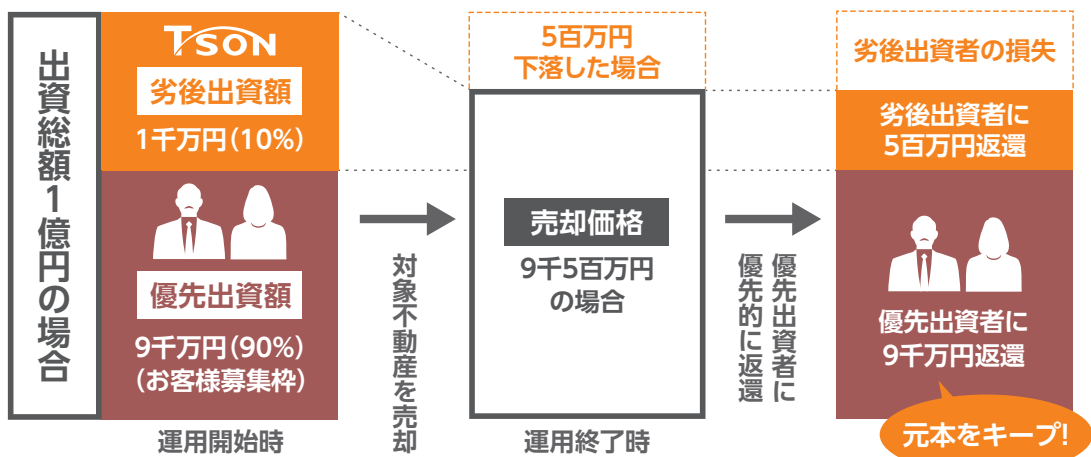 出資総額1億円の場合
TSON
劣後出資額
1千万円(10%)
優先出資額
9千万円(90%)
(お客様募集枠)
運用開始時
対象不動産を売却
5百万円
下落した場合
売却価格
9千5百万円
の場合
運用終了時
優先出資者に
優先的に返還
劣後出資者の損失
劣後出資者に
5百万円返還
優先出資者に
9千万円返還
元本をキープ!